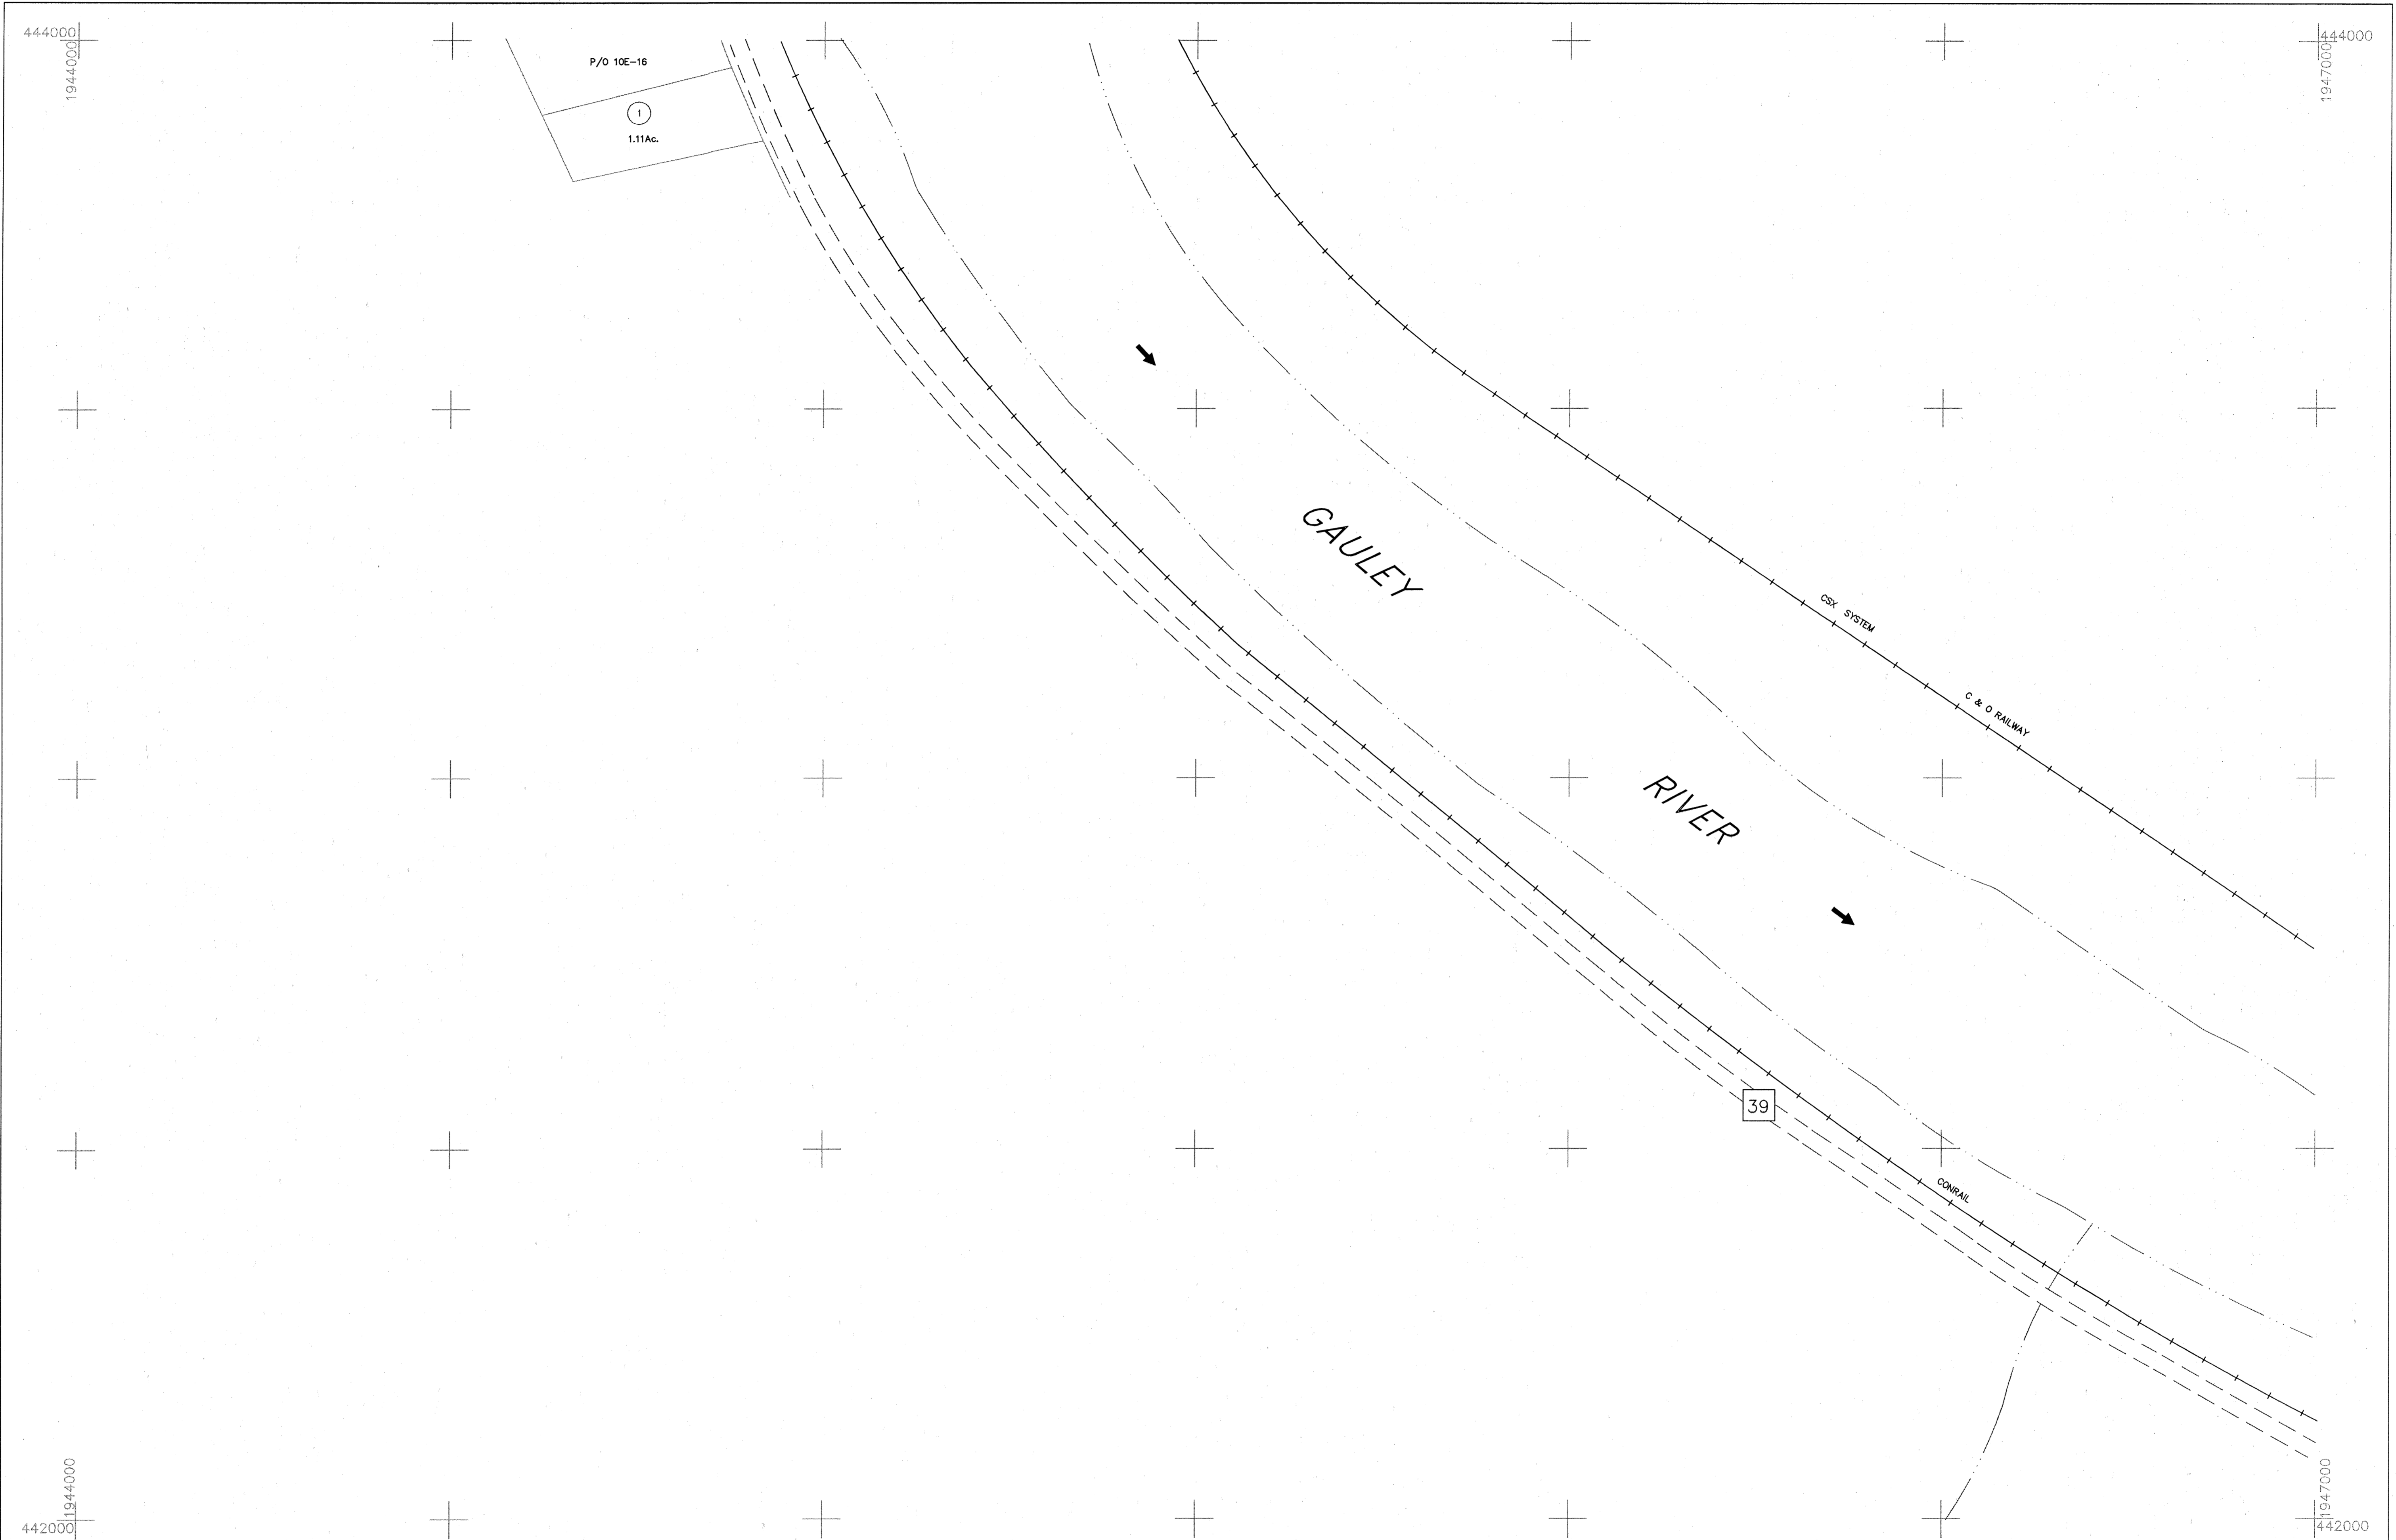 444000
1944000
444000
1947000
P/O 10E-16
1
1.11Ac.
GAULEY
CSX SYSTEM
C & O RAILWAY
RIVER
39
CONRAIL
1944000
442000
1947000
442000